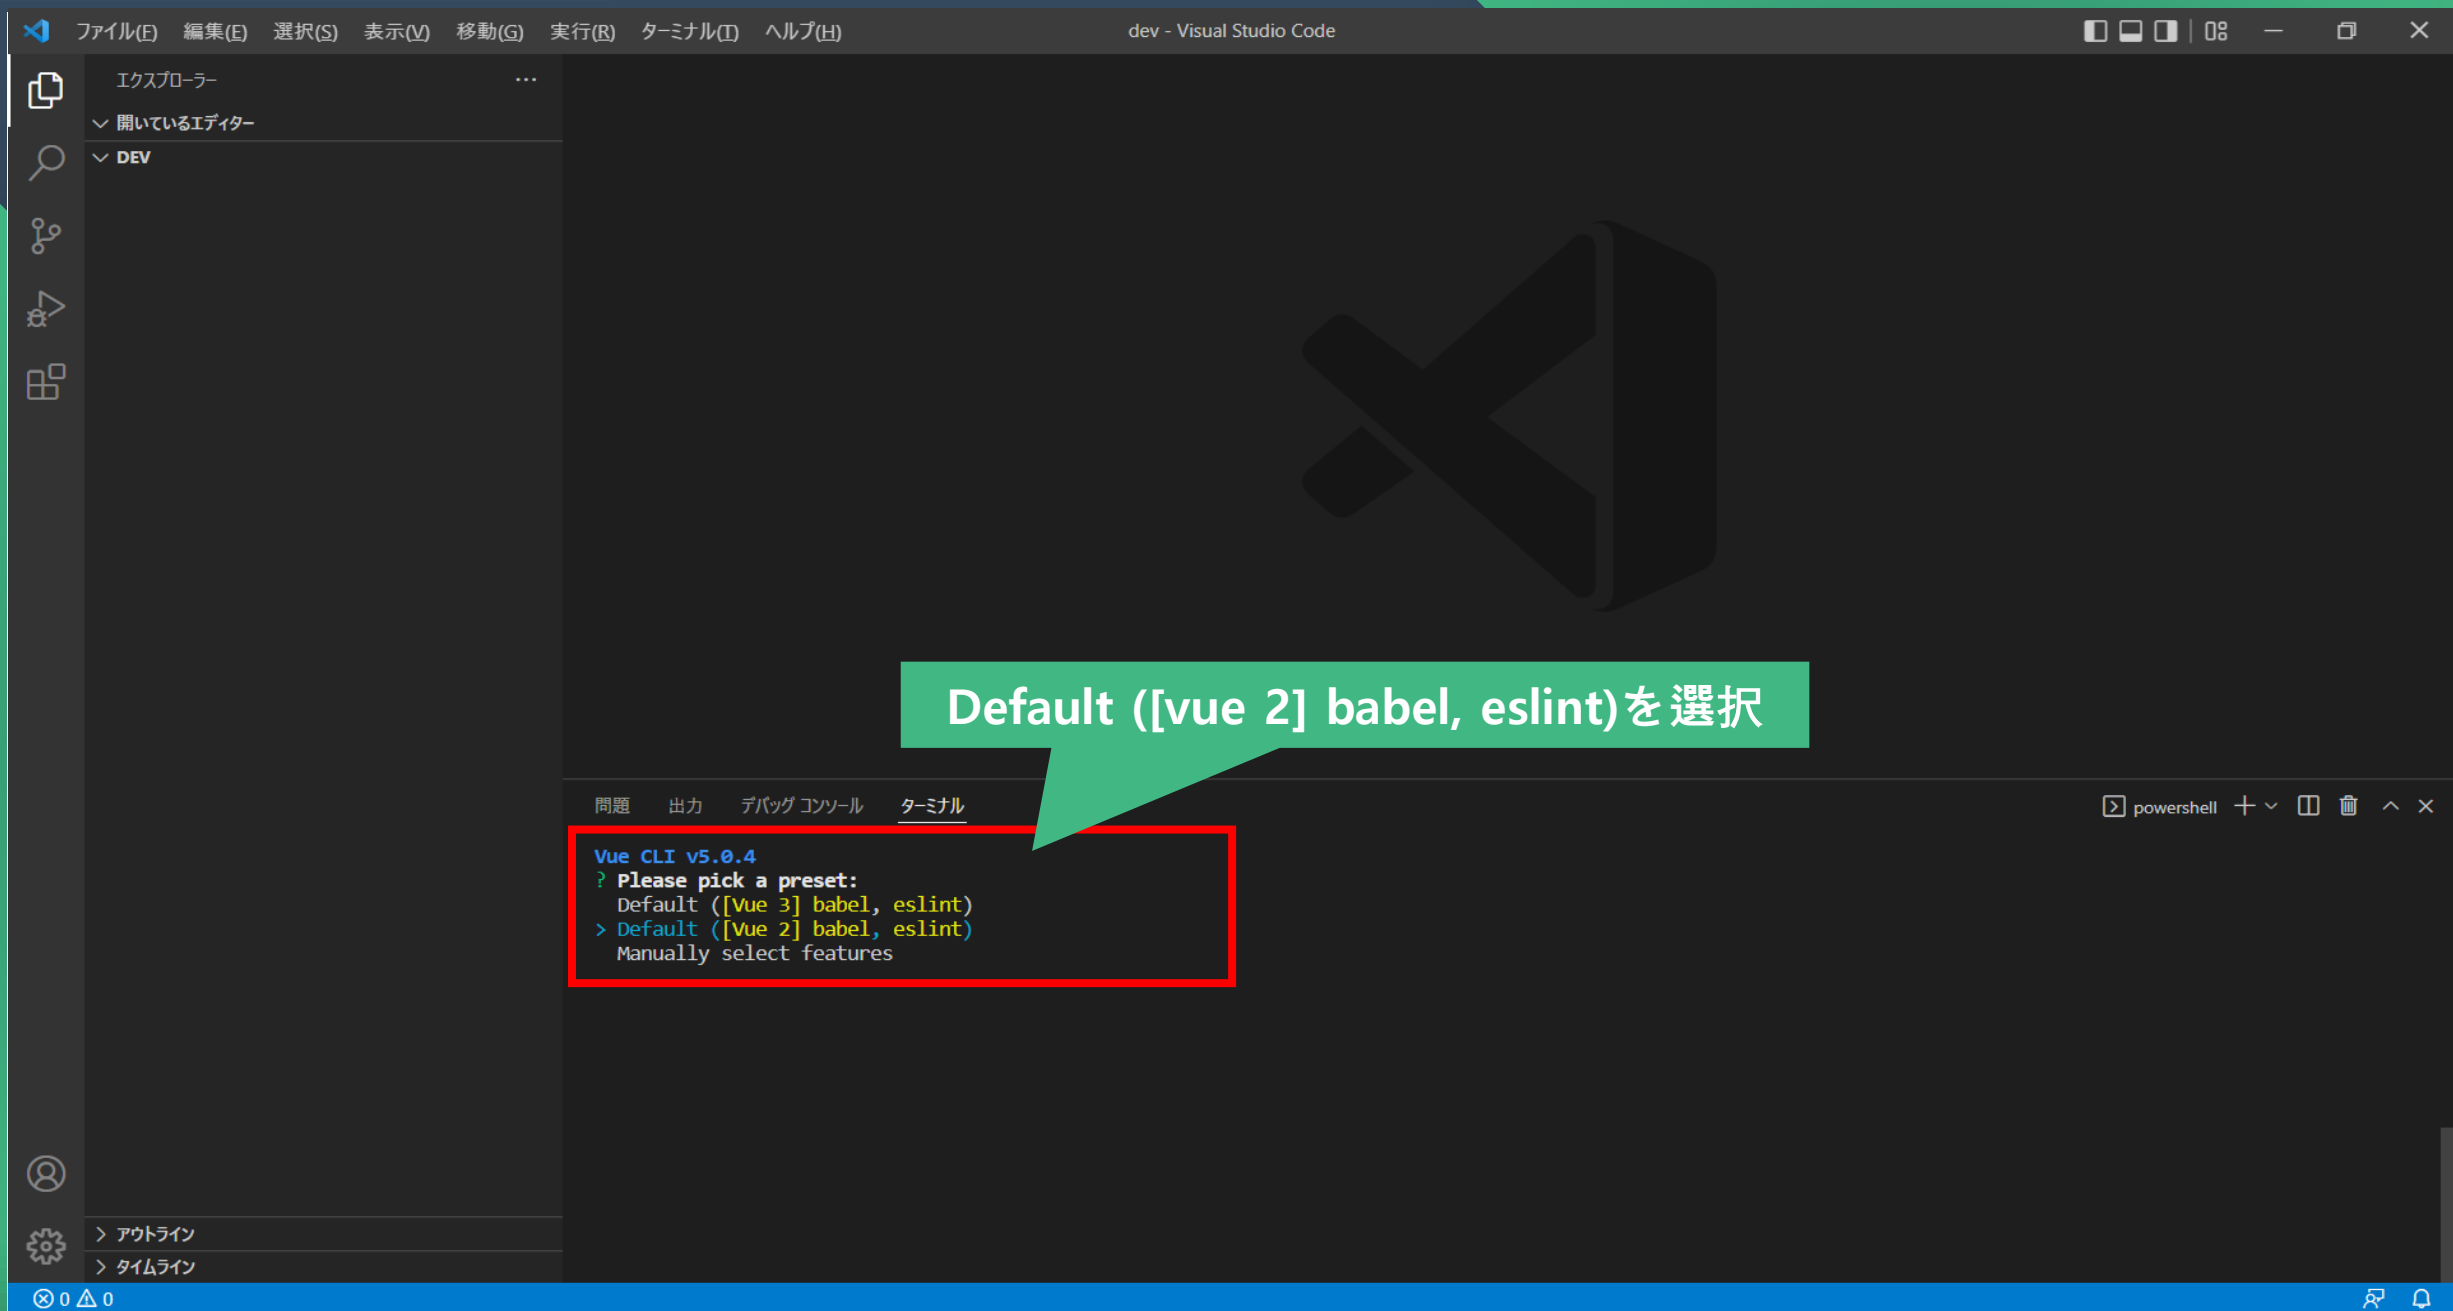 ファイル(F) 編集(E) 選択(S) 表示(V) 移動(G) 実行(R) ターミナル(T) ヘルプ(H)
dev - Visual Studio Code
エクスプローラー
開いているエディター
DEV
Default ([vue 2] babel, eslint)を選択
問題 出力 デバッグ コンソール ターミナル
powershell
Vue CLI v5.0.4
? Please pick a preset:
Default ([Vue 3] babel, eslint)
> Default ([Vue 2] babel, eslint)
Manually select features
アウトライン
タイムライン
0 0